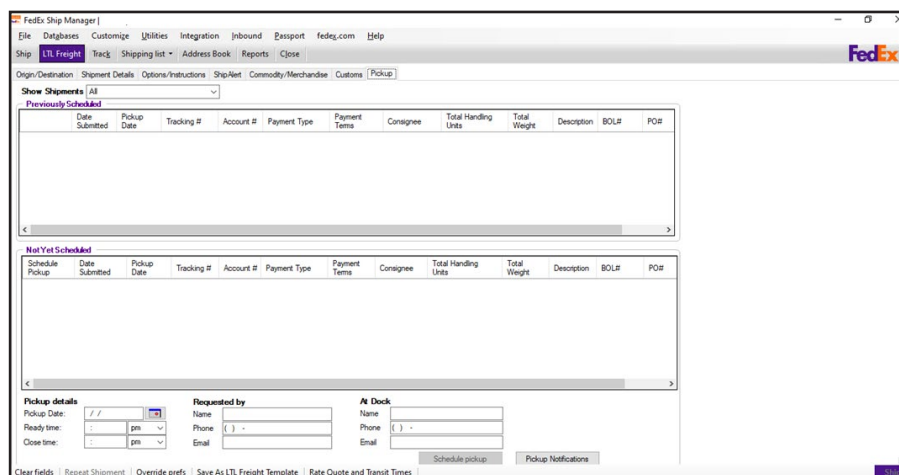 FedEx Ship Manager |
File Databases Customize Utilities Integration Inbound Passport fedex.com Help
Ship LTL Freight Track Shipping list Address Book Reports Close
FedEx
Origin/Destination Shipment Details Options/Instructions ShipAlert Commodity/Merchandise Customs Pickup
Show Shipments All
Previously Scheduled
Date Submitted Pickup Date Tracking # Account # Payment Type Payment Terms Consignee Total Handling Units Total Weight Description BOL# PO#
Not Yet Scheduled
Schedule Pickup Date Submitted Pickup Date Tracking # Account # Payment Type Payment Terms Consignee Total Handling Units Total Weight Description BOL# PO#
Pickup details Requested by At Dock
Pickup Date: / / Name Name
Ready time: : pm Phone ( ) - Phone ( ) -
Close time: : pm Email Email
Schedule pickup Pickup Notifications
Clear fields Repeat Shipment Override prefs Save As LTL Freight Template Rate Quote and Transit Times Ship